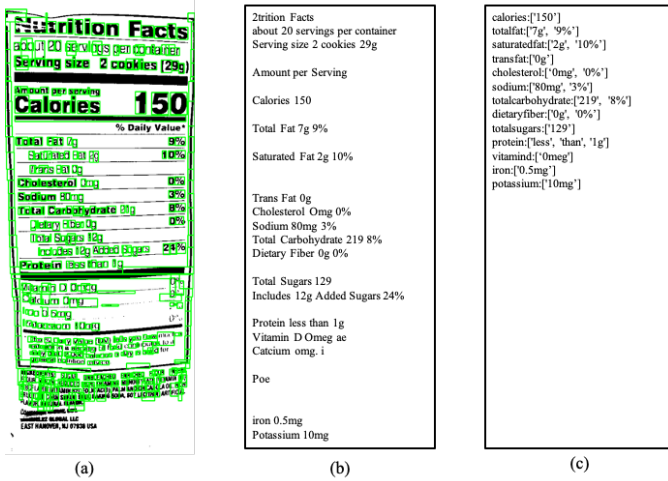 Nutrition Facts
about 20 servings per container
Serving size 2 cookies (29g)
Amount per serving
Calories 150
% Daily Value*
Total Fat 7g 9%
Saturated Fat 2g 10%
Trans Fat 0g
Cholesterol 0mg 0%
Sodium 80mg 3%
Total Carbohydrate 21g 8%
Dietary Fiber 0g 0%
Total Sugars 12g
Includes 12g Added Sugars 24%
Protein less than 1g
Vitamin D 0mcg 0%
Calcium 0mg
Potassium 10mg
GLOBAL LLC
EAST HANOVER, NJ 07936 USA
(a)
2trition Facts
about 20 servings per container
Serving size 2 cookies 29g
Amount per Serving
Calories 150
Total Fat 7g 9%
Saturated Fat 2g 10%
Trans Fat 0g
Cholesterol Omg 0%
Sodium 80mg 3%
Total Carbohydrate 219 8%
Dietary Fiber 0g 0%
Total Sugars 129
Includes 12g Added Sugars 24%
Protein less than 1g
Vitamin D Omeg ae
Catcium omg. i
Poe
iron 0.5mg
Potassium 10mg
(b)
calories:['150']
totalfat:['7g', '9%']
saturatedfat:['2g', '10%']
transfat:['0g']
cholesterol:['0mg', '0%']
sodium:['80mg', '3%']
totalcarbohydrate:['219', '8%']
dietaryfiber:['0g', '0%']
totalsugars:['129']
protein:['less', 'than', '1g']
vitamind:['0meg']
iron:['0.5mg']
potassium:['10mg']
(c)